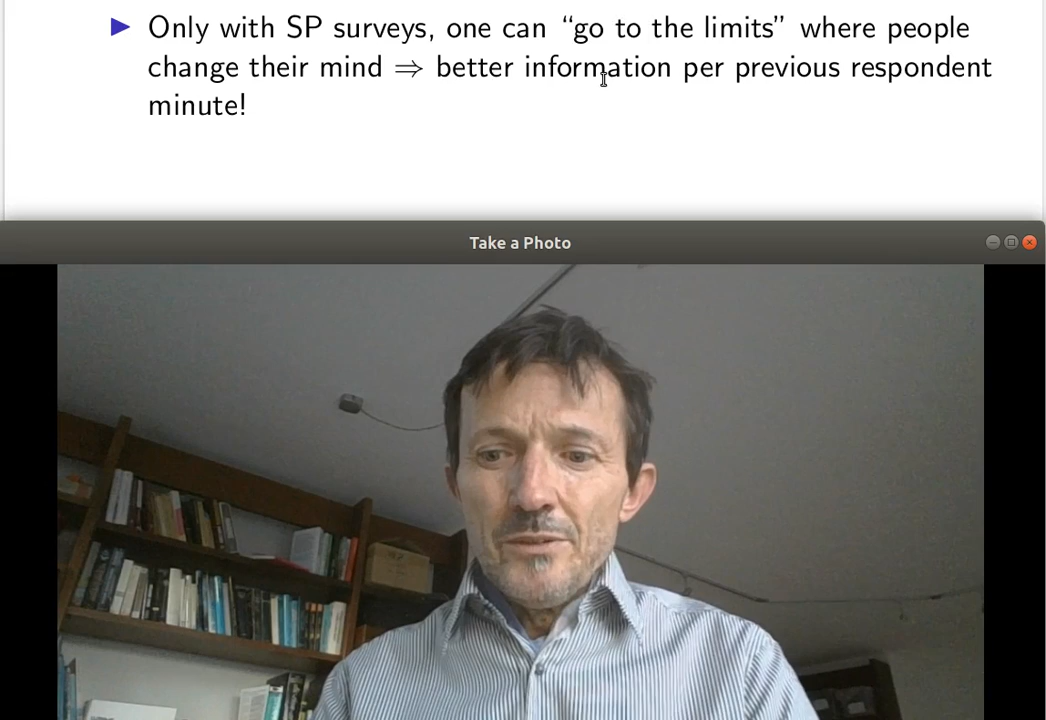 Only with SP surveys, one can “go to the limits” where people
change their mind ⇒ better information per previous respondent
minute!
Take a Photo